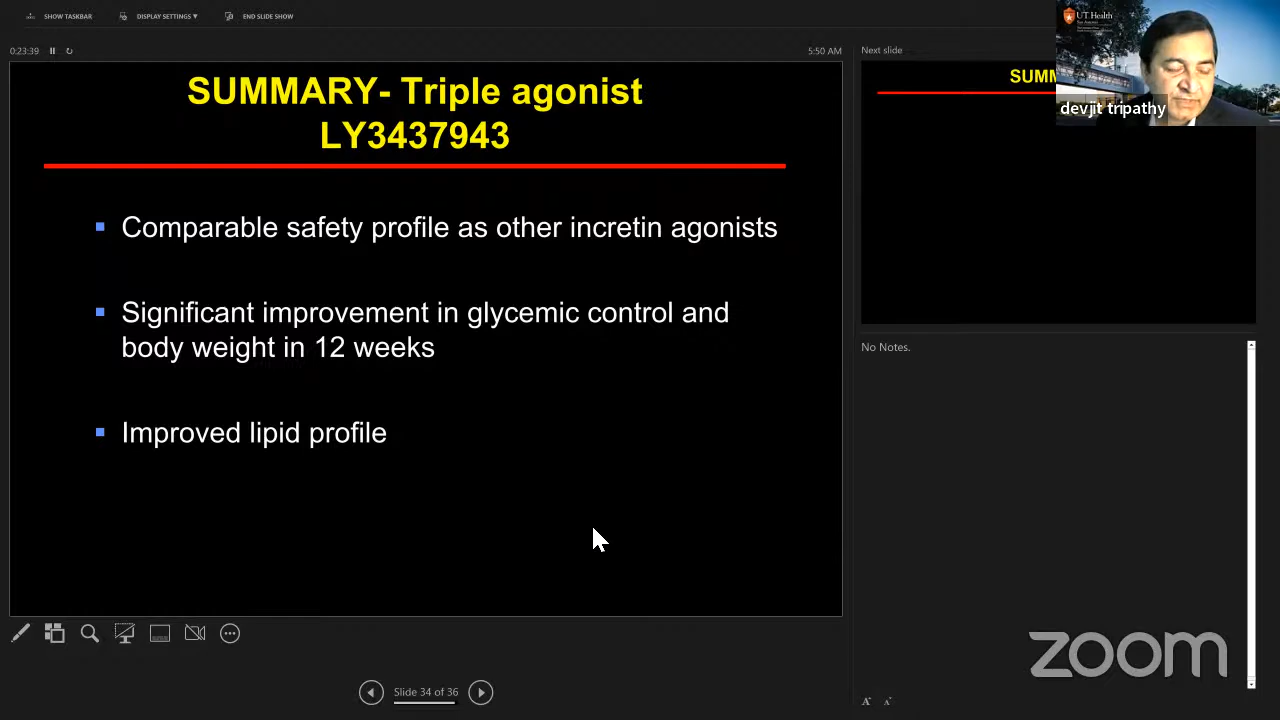 SHOW TASKBAR
DISPLAY SETTINGS ▼
END SLIDE SHOW
0:23:39
5:50 AM
SUMMARY- Triple agonist
LY3437943
▪ Comparable safety profile as other incretin agonists
▪ Significant improvement in glycemic control and
body weight in 12 weeks
▪ Improved lipid profile
Slide 34 of 36
Next slide
SUMM
No Notes.
UT Health
devjit tripathy
zoom
A A